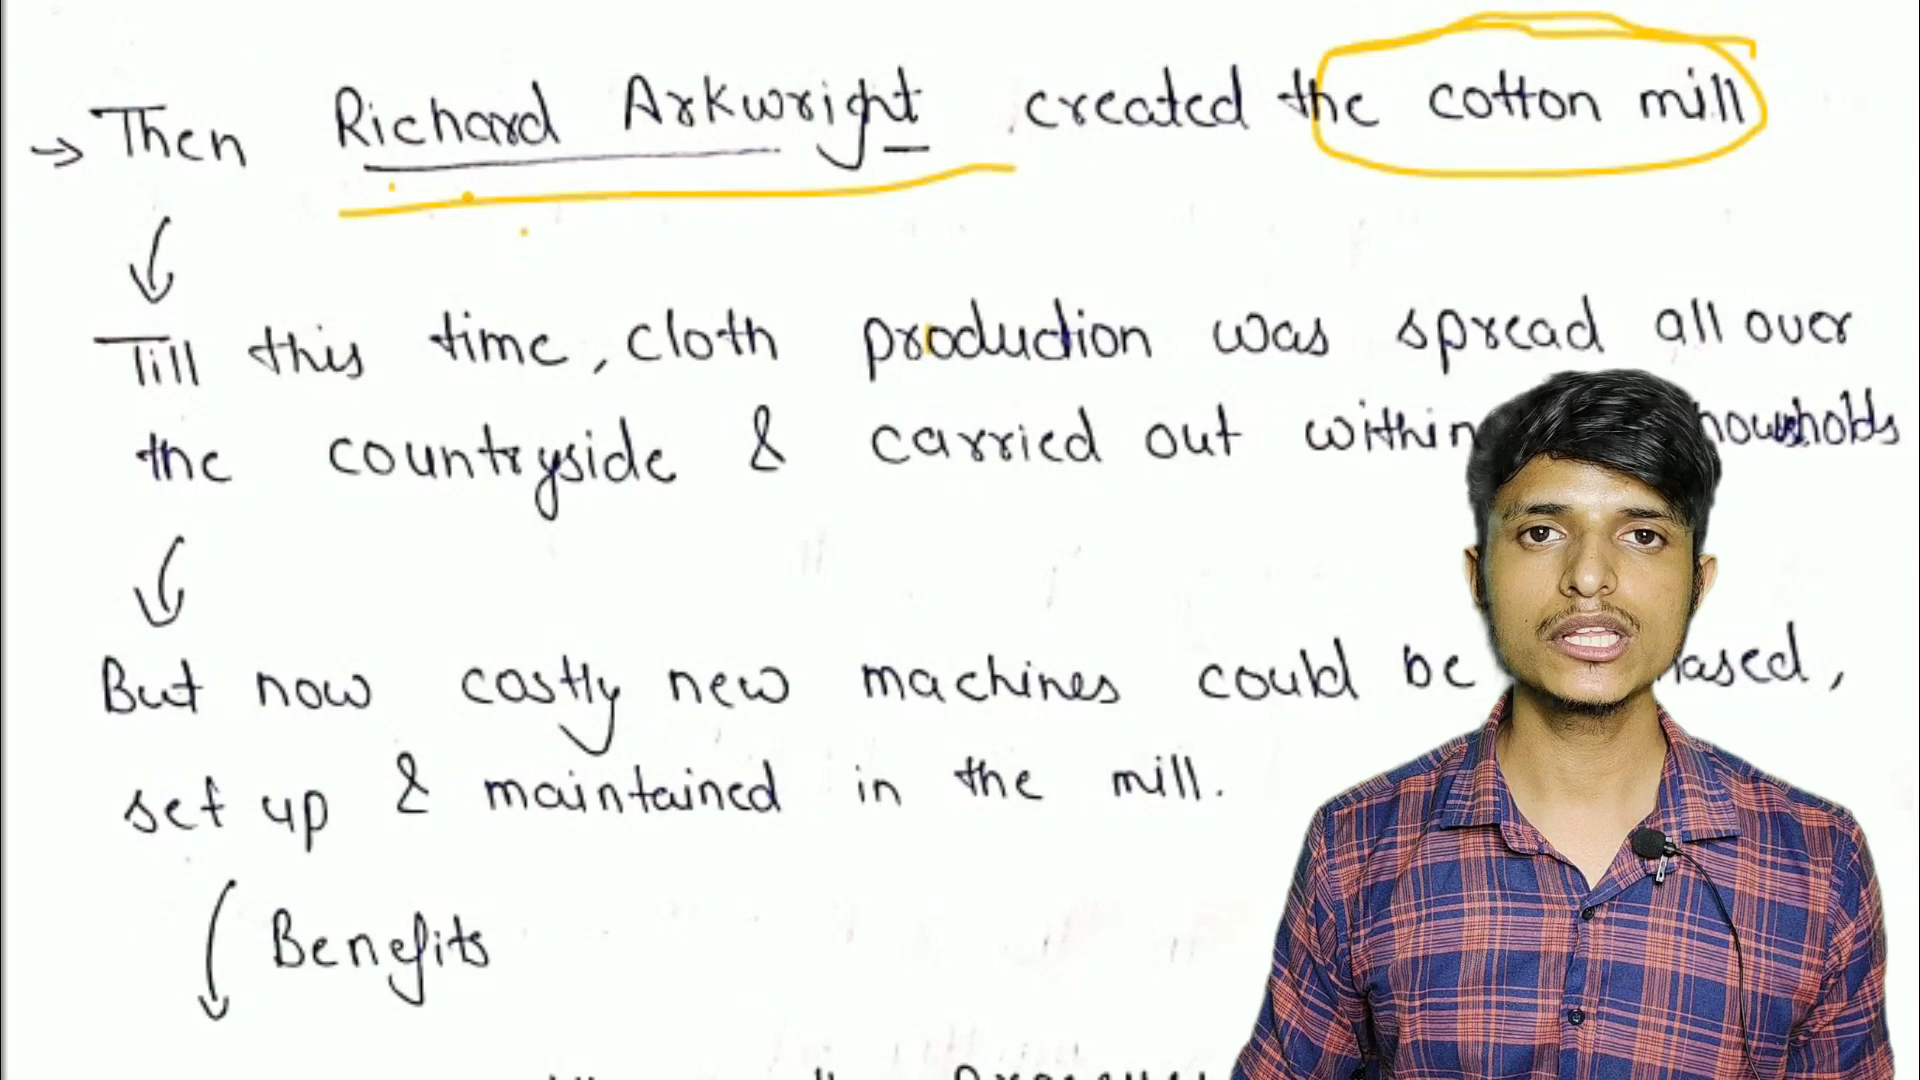 → Then Richard Arkwright created the cotton mill
Till this time, cloth production was spread all over
the countryside & carried out within households
But now costly new machines could be
set up & maintained in the mill.
Benefits